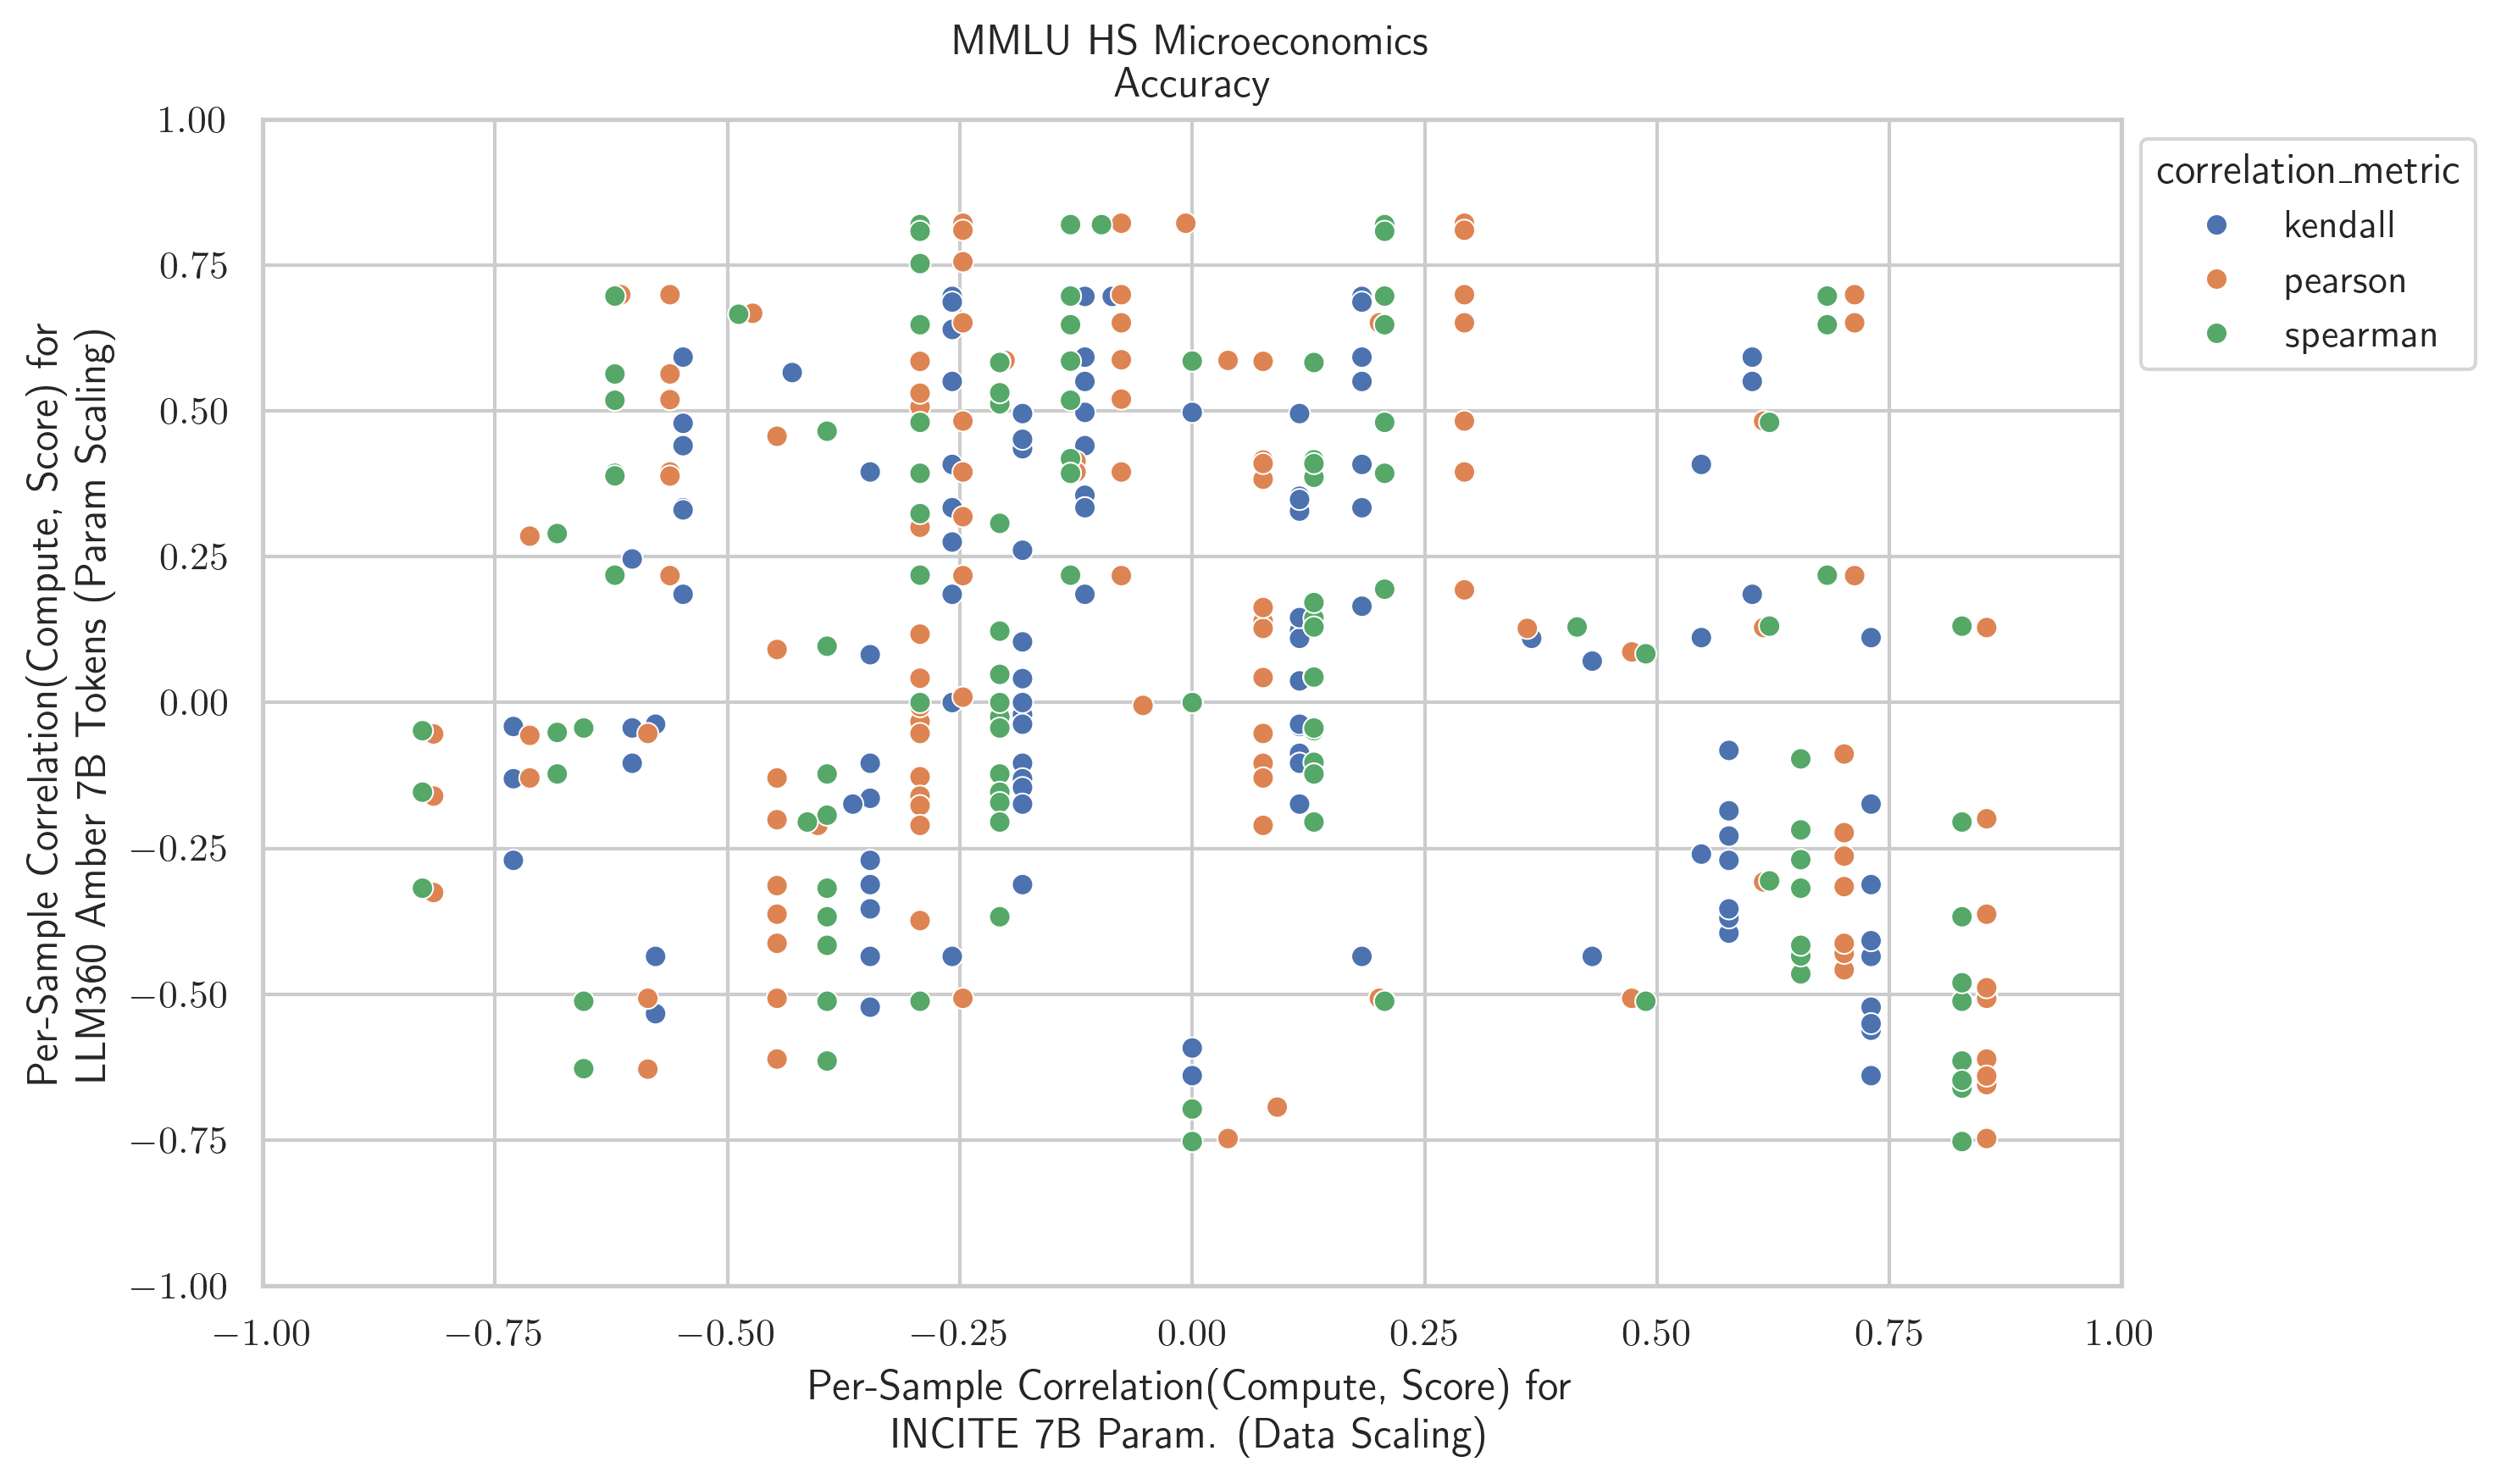 MMLU HS Microeconomics
Accuracy
1.00
0.75
0.50
0.25
0.00
−0.25
−0.50
−0.75
−1.00
Per-Sample Correlation(Compute, Score) for
LLM360 Amber 7B Tokens (Param Scaling)
−1.00 −0.75 −0.50 −0.25 0.00 0.25 0.50 0.75 1.00
Per-Sample Correlation(Compute, Score) for
INCITE 7B Param. (Data Scaling)
correlation_metric
kendall
pearson
spearman